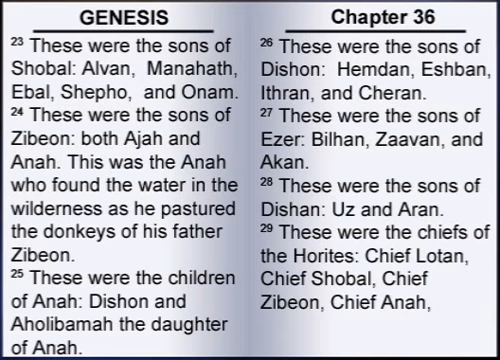 GENESIS
23 These were the sons of
Shobal: Alvan, Manahath,
Ebal, Shepho, and Onam.
24 These were the sons of
Zibeon: both Ajah and
Anah. This was the Anah
who found the water in the
wilderness as he pastured
the donkeys of his father
Zibeon.
25 These were the children
of Anah: Dishon and
Aholibamah the daughter
of Anah.
Chapter 36
26 These were the sons of
Dishon: Hemdan, Eshban,
Ithran, and Cheran.
27 These were the sons of
Ezer: Bilhan, Zaavan, and
Akan.
28 These were the sons of
Dishan: Uz and Aran.
29 These were the chiefs of
the Horites: Chief Lotan,
Chief Shobal, Chief
Zibeon, Chief Anah,